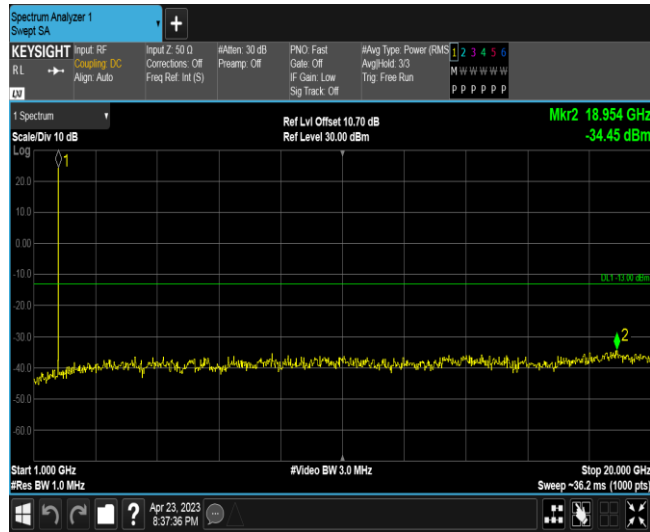 Spectrum Analyzer 1
Swept SA
+
KEYSIGHT Input: RF Input Z: 50 Ω #Atten: 30 dB PNO: Fast #Avg Type: Power (RMS 1 2 3 4 5 6
RL Coupling: DC Corrections: Off Preamp: Off Gate: Off Avg|Hold: 3/3 M W W W W W
Align: Auto Freq Ref: Int (S) IF Gain: Low Trig: Free Run
LXI Sig Track: Off P P P P P P
1 Spectrum Ref Lvl Offset 10.70 dB Mkr2 18.954 GHz
Scale/Div 10 dB Ref Level 30.00 dBm -34.45 dBm
Log
1
20.0
10.0
0.00
-10.0
DL1 -13.00 dBm
-20.0
-30.0
2
-40.0
-50.0
-60.0
Start 1.000 GHz #Video BW 3.0 MHz Stop 20.000 GHz
#Res BW 1.0 MHz Sweep ~36.2 ms (1000 pts)
? Apr 23, 2023
8:37:36 PM